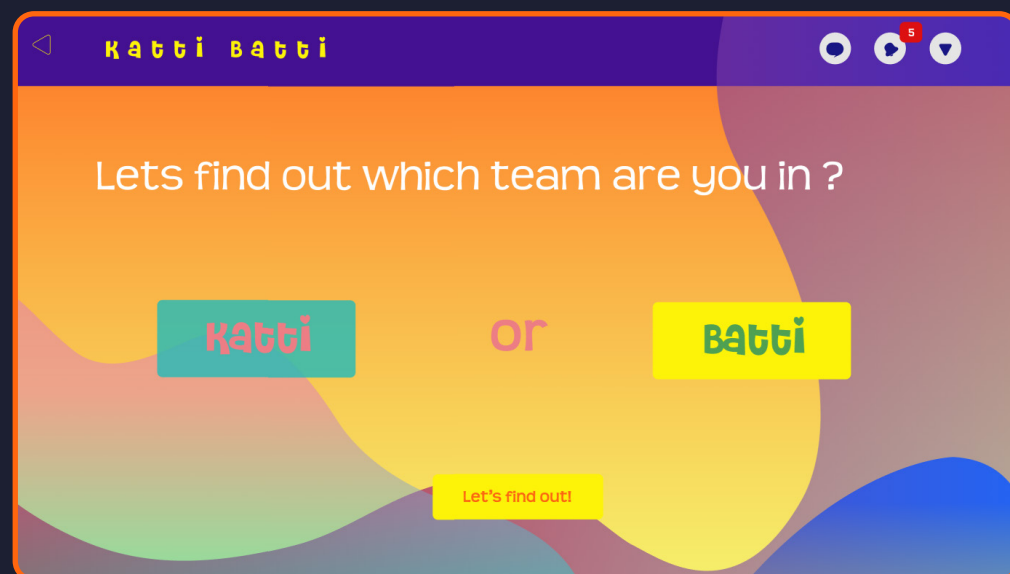 Katti Batti
5
Lets find out which team are you in ?
Katti
or
Batti
Let's find out!